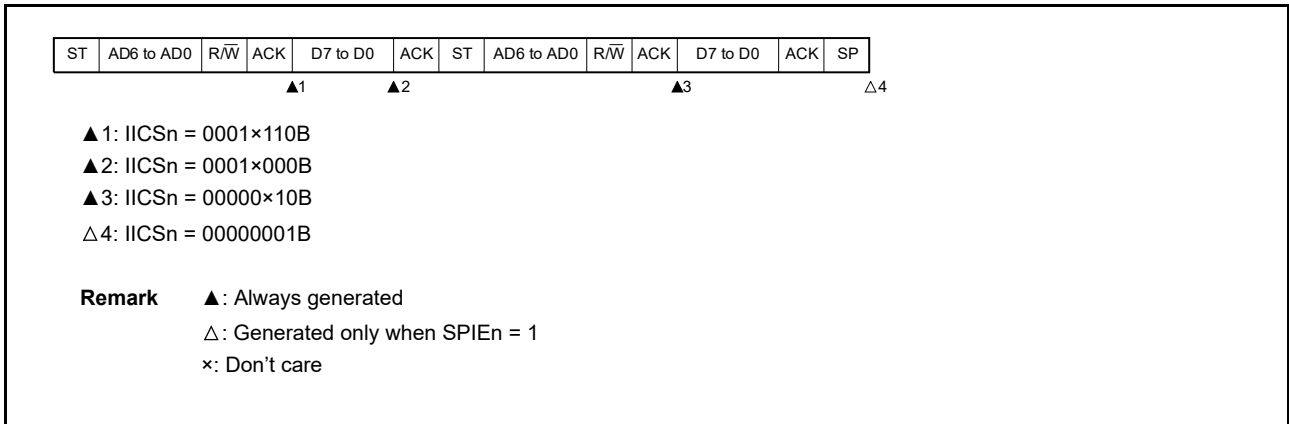 ST AD6 to AD0 R/W̅ ACK D7 to D0 ACK ST AD6 to AD0 R/W̅ ACK D7 to D0 ACK SP
▲1 ▲2 ▲3 △4
▲1: IICSn = 0001×110B
▲2: IICSn = 0001×000B
▲3: IICSn = 00000×10B
△4: IICSn = 00000001B
Remark ▲: Always generated
△: Generated only when SPIEn = 1
×: Don't care